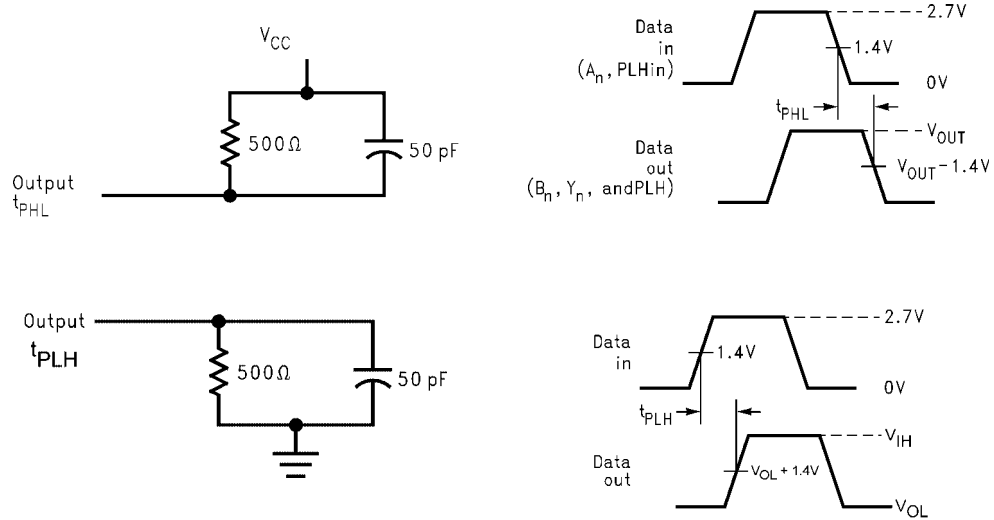 V_CC
500Ω
50 pF
Output
t_PHL
Data
in
(A_n, PLHin)
2.7V
1.4V
0V
t_PHL
Data
out
(B_n, Y_n, andPLH)
V_OUT
V_OUT – 1.4V
Output
t_PLH
500Ω
50 pF
Data
in
2.7V
1.4V
0V
t_PLH
Data
out
V_IH
V_OL + 1.4V
V_OL